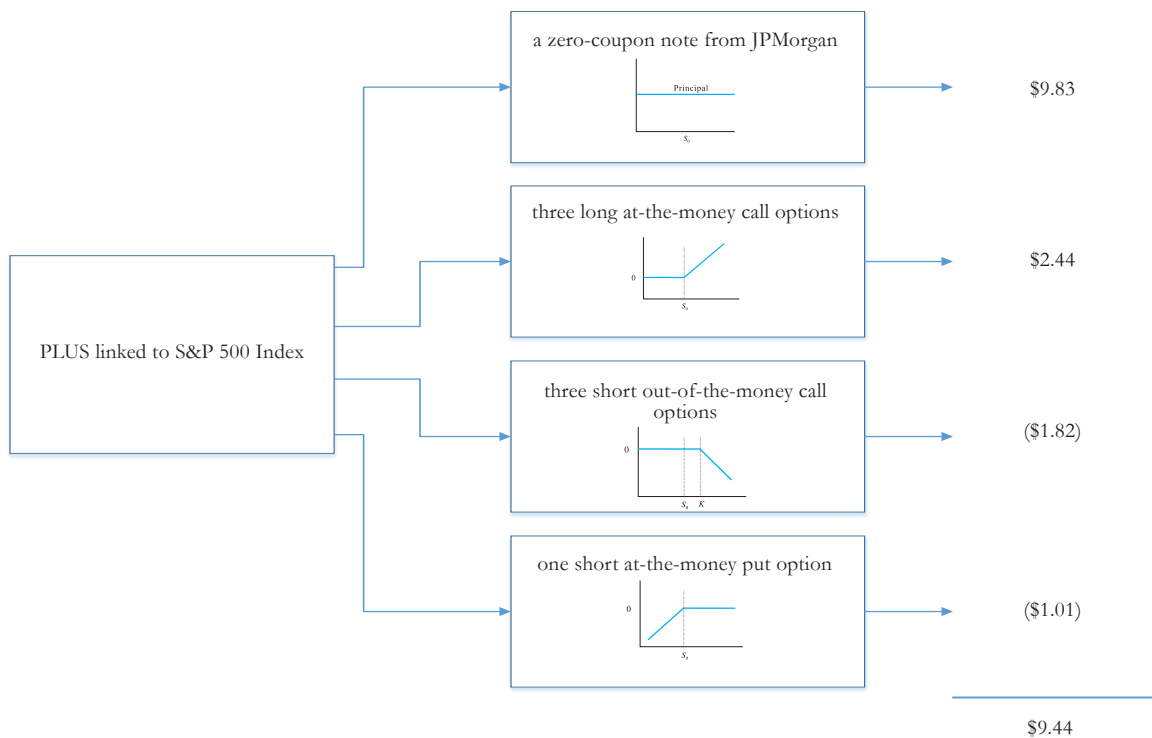 a zero-coupon note from JPMorgan
Principal
S₀
$9.83
three long at-the-money call options
0
S₀
$2.44
PLUS linked to S&P 500 Index
three short out-of-the-money call
options
0
S₀ K
($1.82)
one short at-the-money put option
0
S₀
($1.01)
$9.44